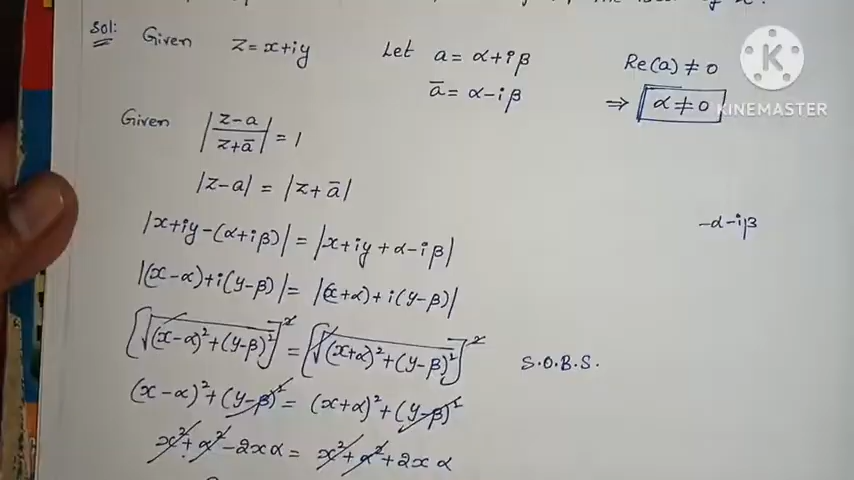 Sol: Given z = x+iy Let a = α+iβ Re(a) ≠ 0
ā = α-iβ ⇒ α ≠ 0
KINEMASTER
Given |z-a / z+ā| = 1
|z-a| = |z+ā|
-α-iβ
|x+iy-(α+iβ)| = |x+iy+α-iβ|
|(x-α)+i(y-β)| = |(x+α)+i(y-β)|
[√(x-α)²+(y-β)²]² = [√(x+α)²+(y-β)²]² S.O.B.S.
(x-α)²+(y-β)² = (x+α)²+(y-β)²
x²+α²-2xα = x²+α²+2xα